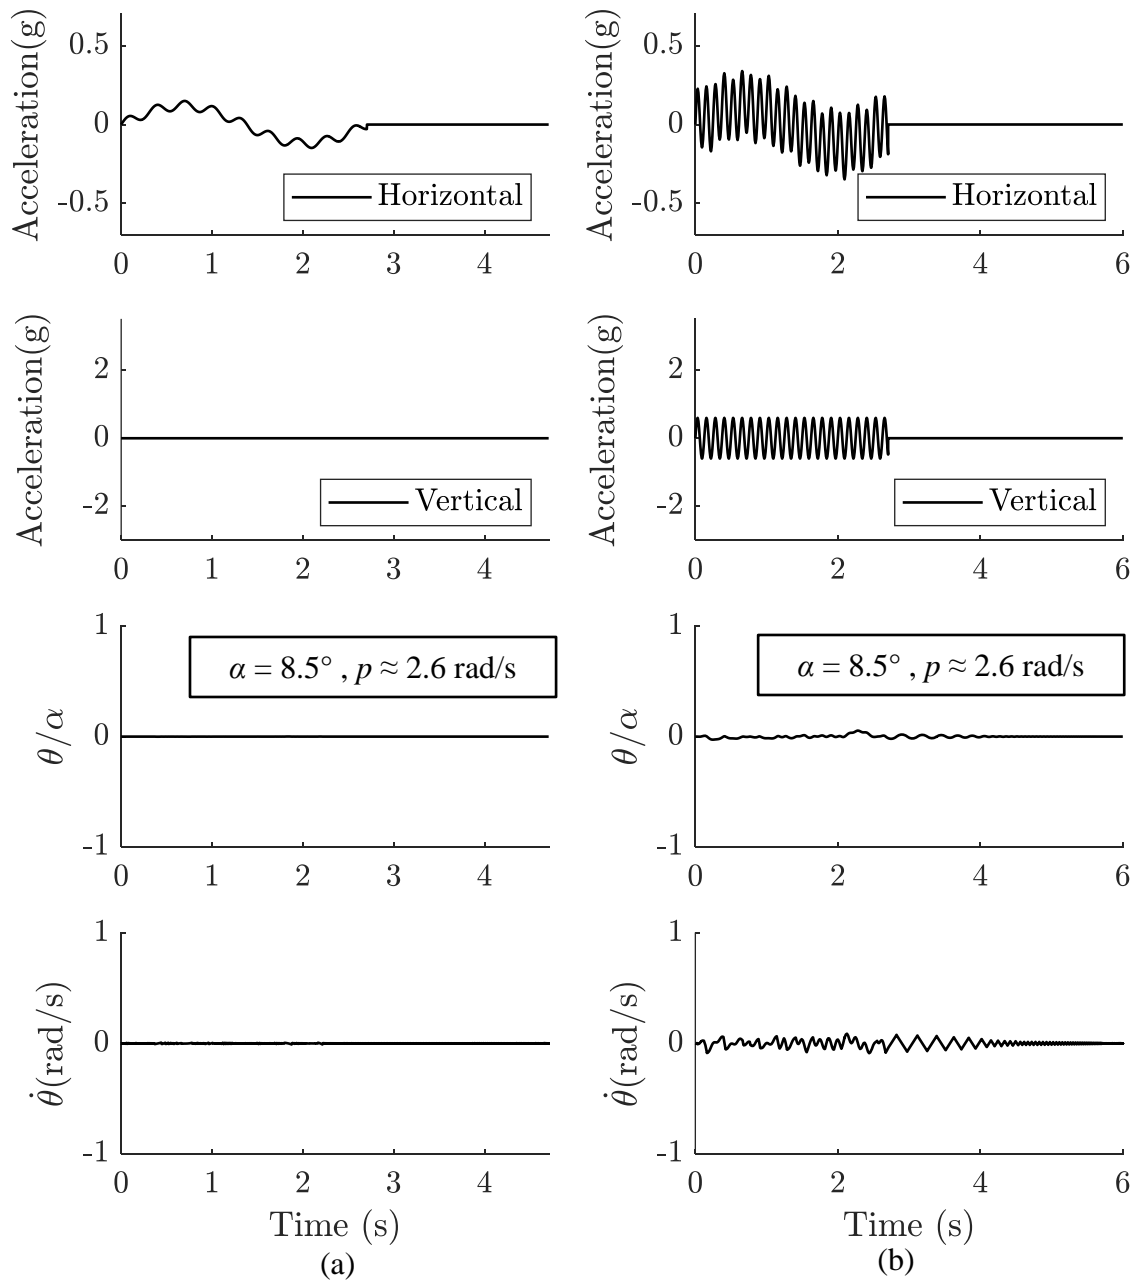 Acceleration(g)
0.5
0
-0.5
Horizontal
0 1 2 3 4
Acceleration(g)
0.5
0
-0.5
Horizontal
0 2 4 6
Acceleration(g)
2
0
-2
Vertical
0 1 2 3 4
Acceleration(g)
2
0
-2
Vertical
0 2 4 6
θ/α
1
0
-1
α = 8.5° , p ≈ 2.6 rad/s
0 1 2 3 4
θ/α
1
0
-1
α = 8.5° , p ≈ 2.6 rad/s
0 2 4 6
θ̇(rad/s)
1
0
-1
0 1 2 3 4
Time (s)
(a)
θ̇(rad/s)
1
0
-1
0 2 4 6
Time (s)
(b)